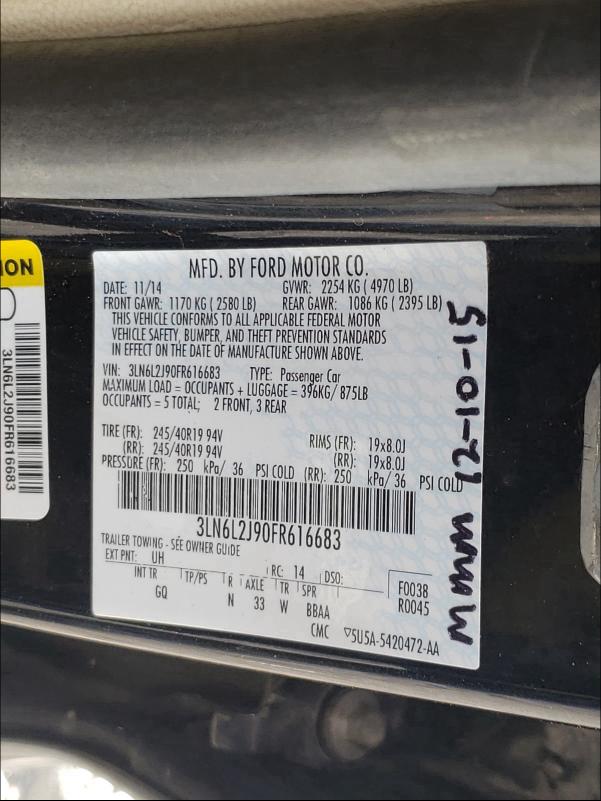 ION
3LN6L2J90FR616683
MFD. BY FORD MOTOR CO.
DATE: 11/14 GVWR: 2254 KG ( 4970 LB)
FRONT GAWR: 1170 KG ( 2580 LB) REAR GAWR: 1086 KG ( 2395 LB)
THIS VEHICLE CONFORMS TO ALL APPLICABLE FEDERAL MOTOR
VEHICLE SAFETY, BUMPER, AND THEFT PREVENTION STANDARDS
IN EFFECT ON THE DATE OF MANUFACTURE SHOWN ABOVE.
VIN: 3LN6L2J90FR616683 TYPE: Passenger Car
MAXIMUM LOAD = OCCUPANTS + LUGGAGE = 396KG/ 875LB
OCCUPANTS = 5 TOTAL; 2 FRONT, 3 REAR
TIRE (FR): 245/40R19 94V RIMS (FR): 19x8.0J
(RR): 245/40R19 94V (RR): 19x8.0J
PRESSURE (FR): 250 kPa/ 36 PSI COLD (RR): 250 kPa/ 36 PSI COLD
3LN6L2J90FR616683
TRAILER TOWING - SEE OWNER GUIDE
EXT PNT: UH RC: 14 DSO: F0038
INT TR TP/PS R AXLE TR SPR R0045
GQ N 33 W BBAA
CMC ▽5U5A-5420472-AA
12-10-15